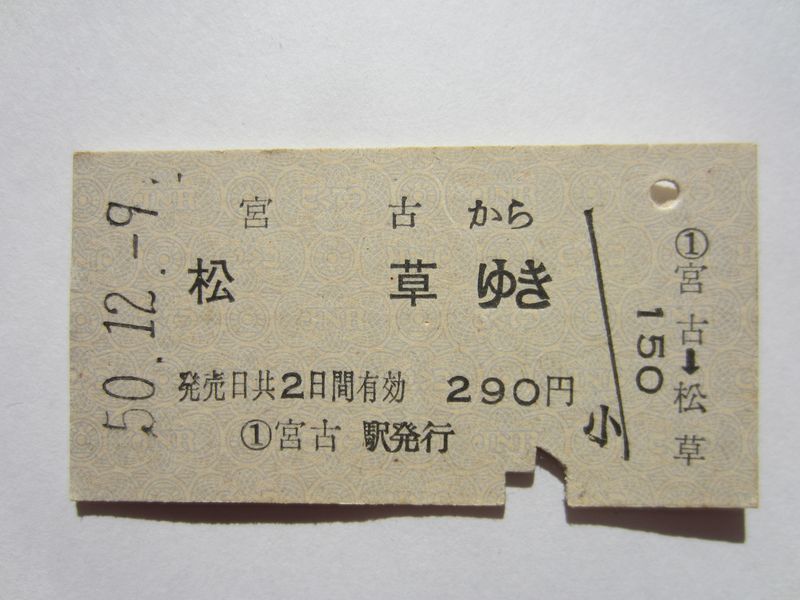 50.12.-9
宮古から
松草ゆき
発売日共2日間有効 290円
①宮古駅発行
小
150
①宮古➡松草